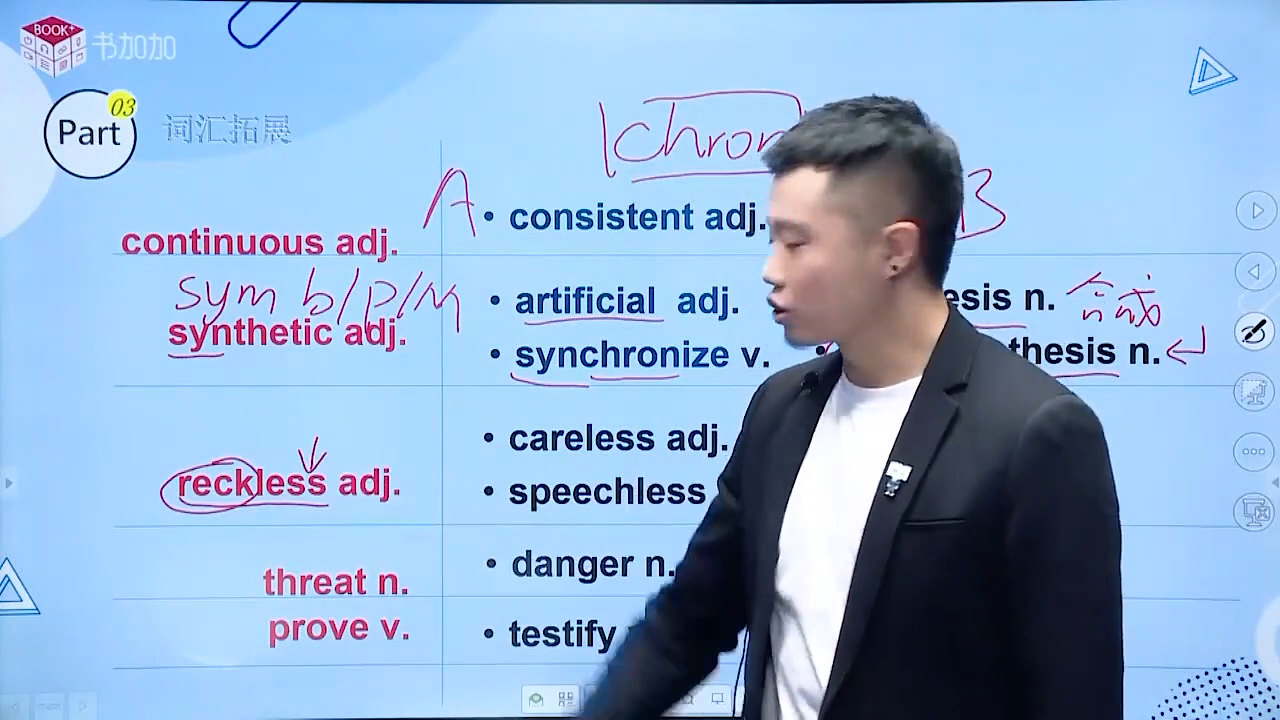 BOOK+
书加加
Part 03
词汇拓展
chron
A
• consistent adj.
B
continuous adj.
sym b/p/m
synthetic adj.
• artificial adj.
esis n.
合成
• synchronize v.
thesis n.
• careless adj.
reckless adj.
• speechless
• danger n.
threat n.
prove v.
• testify